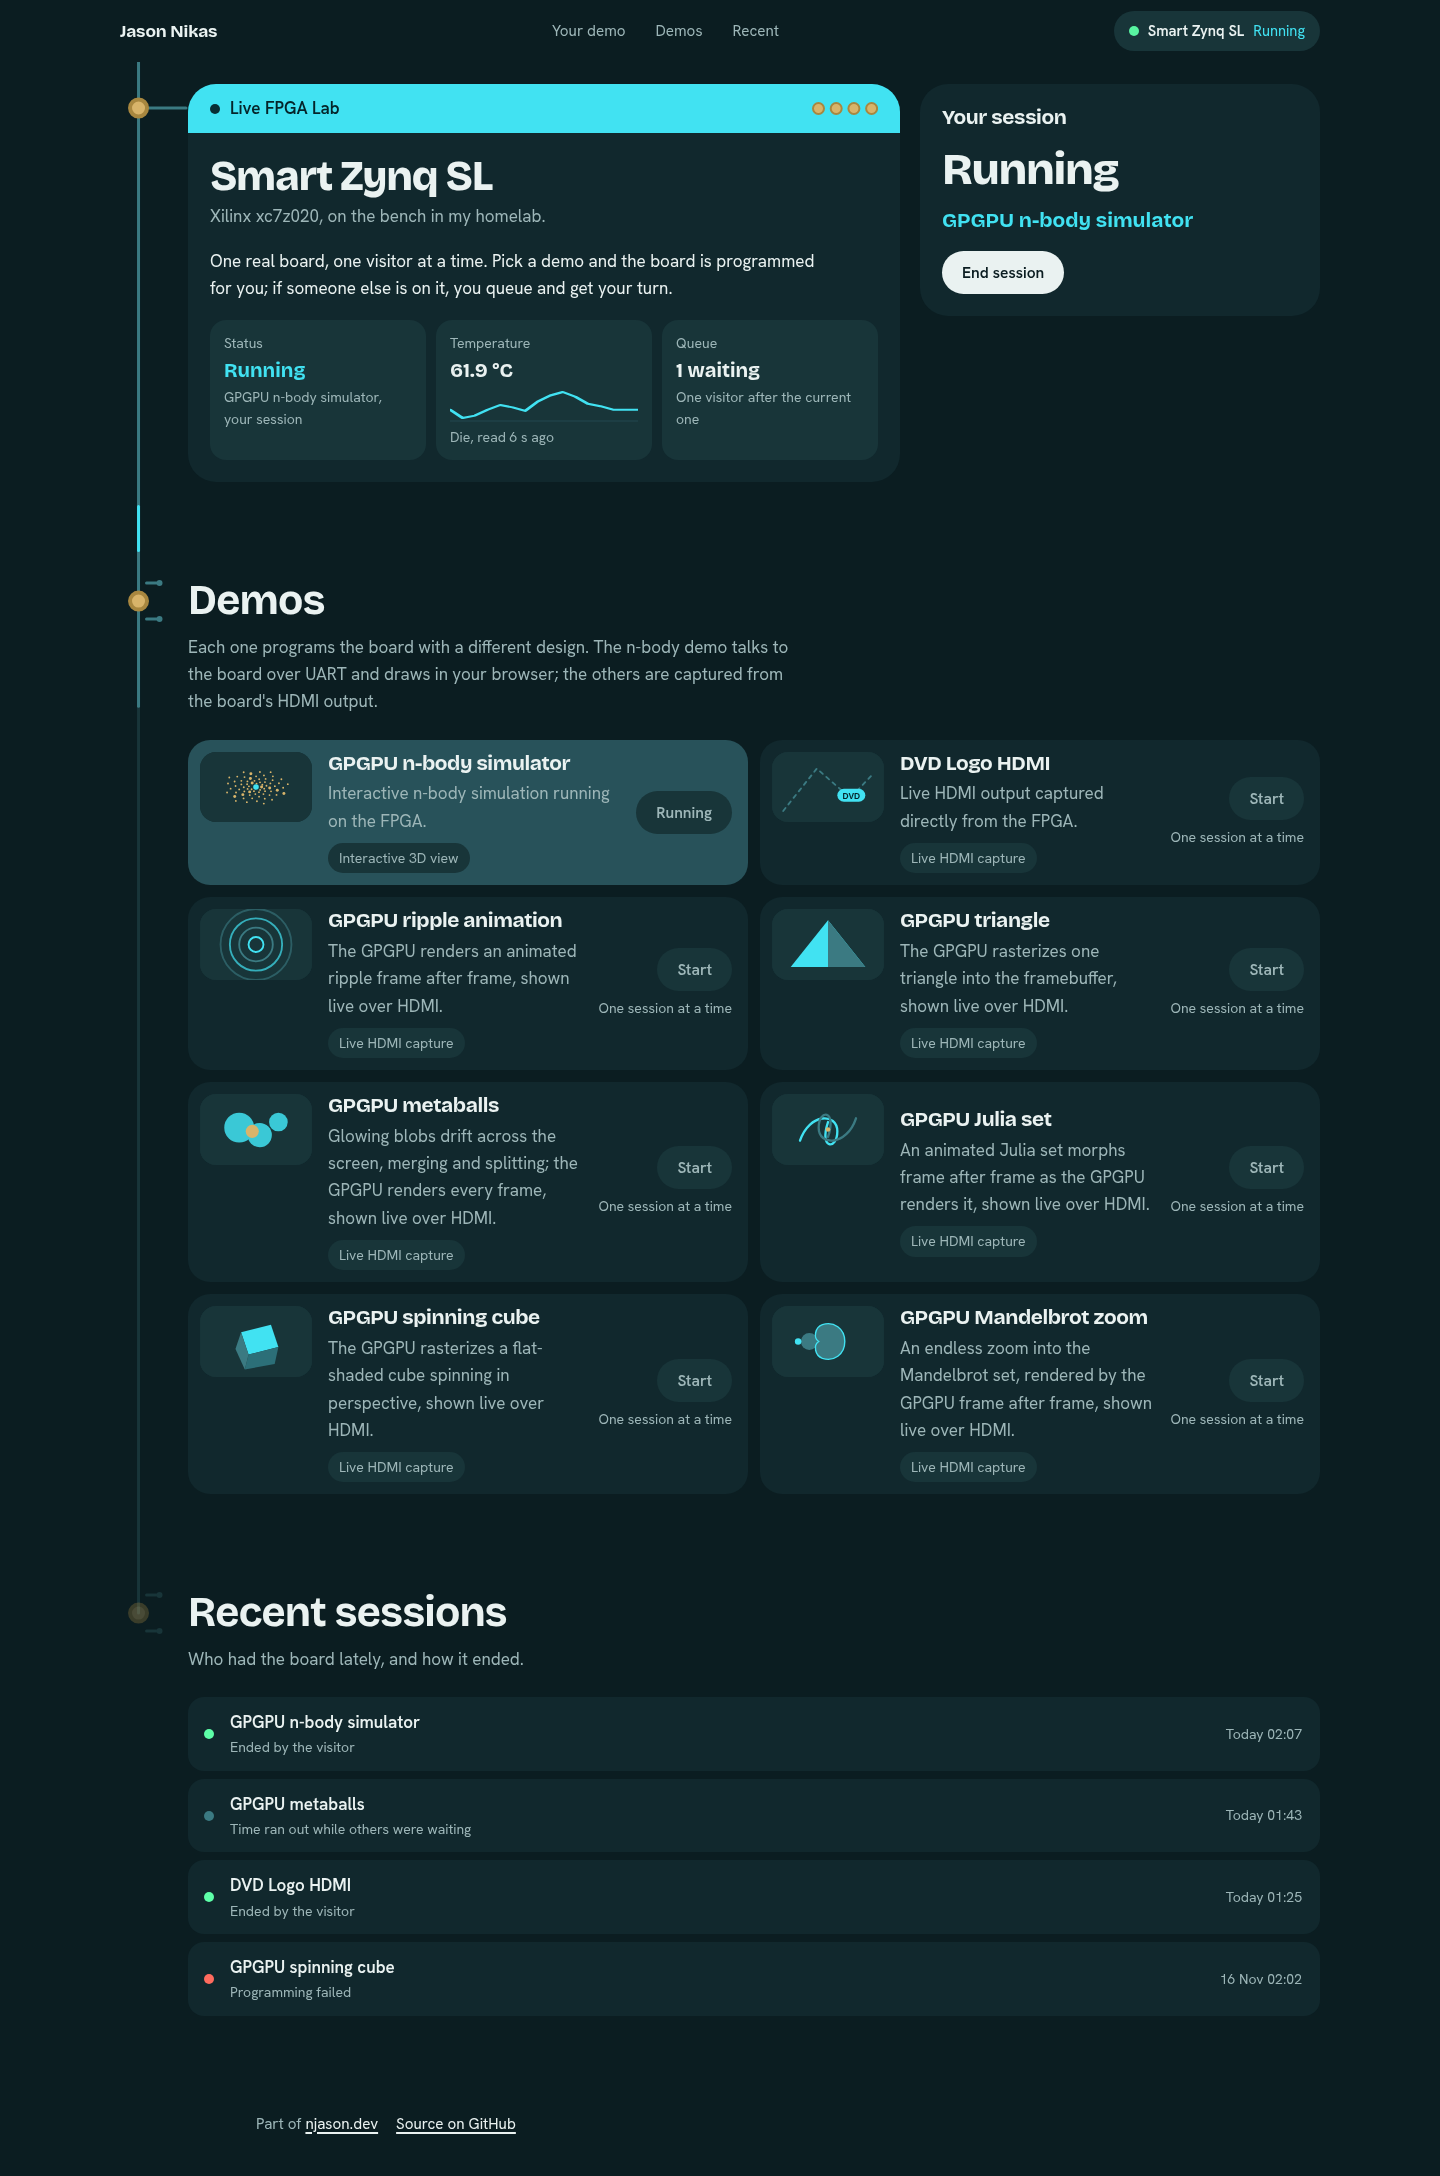 Jason Nikas
Your demo
Demos
Recent
Smart Zynq SL Running
Live FPGA Lab
Smart Zynq SL
Xilinx xc7z020, on the bench in my homelab.
One real board, one visitor at a time. Pick a demo and the board is programmed
for you; if someone else is on it, you queue and get your turn.
Status
Running
GPGPU n-body simulator,
your session
Temperature
61.9 °C
Die, read 6 s ago
Queue
1 waiting
One visitor after the current
one
Your session
Running
GPGPU n-body simulator
End session
Demos
Each one programs the board with a different design. The n-body demo talks to
the board over UART and draws in your browser; the others are captured from
the board's HDMI output.
GPGPU n-body simulator
Interactive n-body simulation running
on the FPGA.
Interactive 3D view
Running
DVD
DVD Logo HDMI
Live HDMI output captured
directly from the FPGA.
Live HDMI capture
Start
One session at a time
GPGPU ripple animation
The GPGPU renders an animated
ripple frame after frame, shown
live over HDMI.
Live HDMI capture
Start
One session at a time
GPGPU triangle
The GPGPU rasterizes one
triangle into the framebuffer,
shown live over HDMI.
Live HDMI capture
Start
One session at a time
GPGPU metaballs
Glowing blobs drift across the
screen, merging and splitting; the
GPGPU renders every frame,
shown live over HDMI.
Live HDMI capture
Start
One session at a time
GPGPU Julia set
An animated Julia set morphs
frame after frame as the GPGPU
renders it, shown live over HDMI.
Live HDMI capture
Start
One session at a time
GPGPU spinning cube
The GPGPU rasterizes a flat-
shaded cube spinning in
perspective, shown live over
HDMI.
Live HDMI capture
Start
One session at a time
GPGPU Mandelbrot zoom
An endless zoom into the
Mandelbrot set, rendered by the
GPGPU frame after frame, shown
live over HDMI.
Live HDMI capture
Start
One session at a time
Recent sessions
Who had the board lately, and how it ended.
GPGPU n-body simulator
Ended by the visitor
Today 02:07
GPGPU metaballs
Time ran out while others were waiting
Today 01:43
DVD Logo HDMI
Ended by the visitor
Today 01:25
GPGPU spinning cube
Programming failed
16 Nov 02:02
Part of njason.dev
Source on GitHub